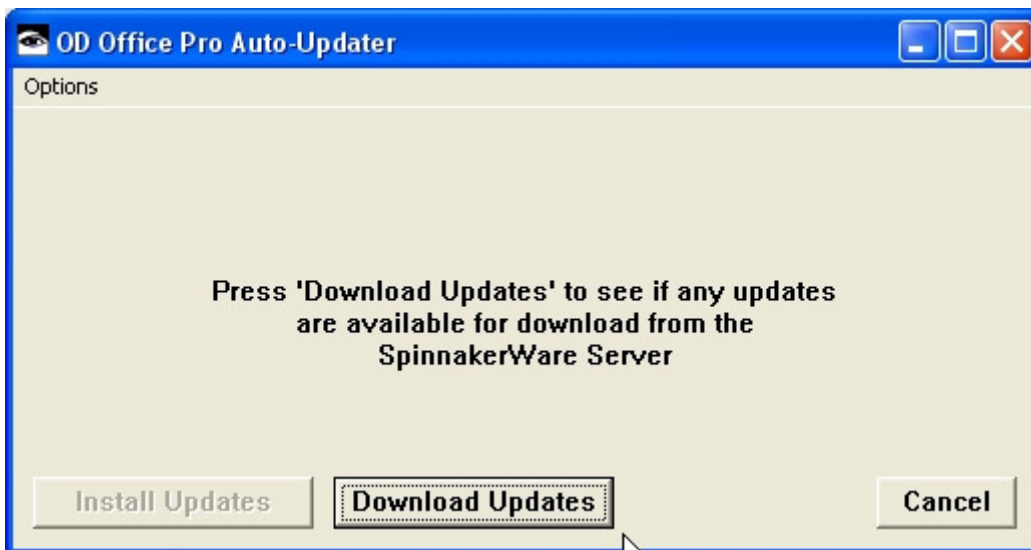 OD Office Pro Auto-Updater
Options
Press 'Download Updates' to see if any updates
are available for download from the
SpinnakerWare Server
Install Updates
Download Updates
Cancel